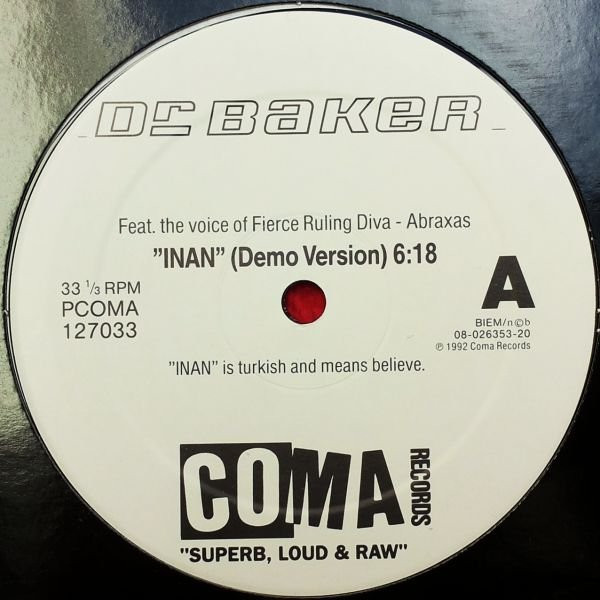 Dr Baker
Feat. the voice of Fierce Ruling Diva - Abraxas
"INAN" (Demo Version) 6:18
33 ⅓ RPM
PCOMA
127033
A
BIEM/n©b
08-026353-20
℗ 1992 Coma Records
"INAN" is turkish and means believe.
COMA RECORDS
"SUPERB, LOUD & RAW"